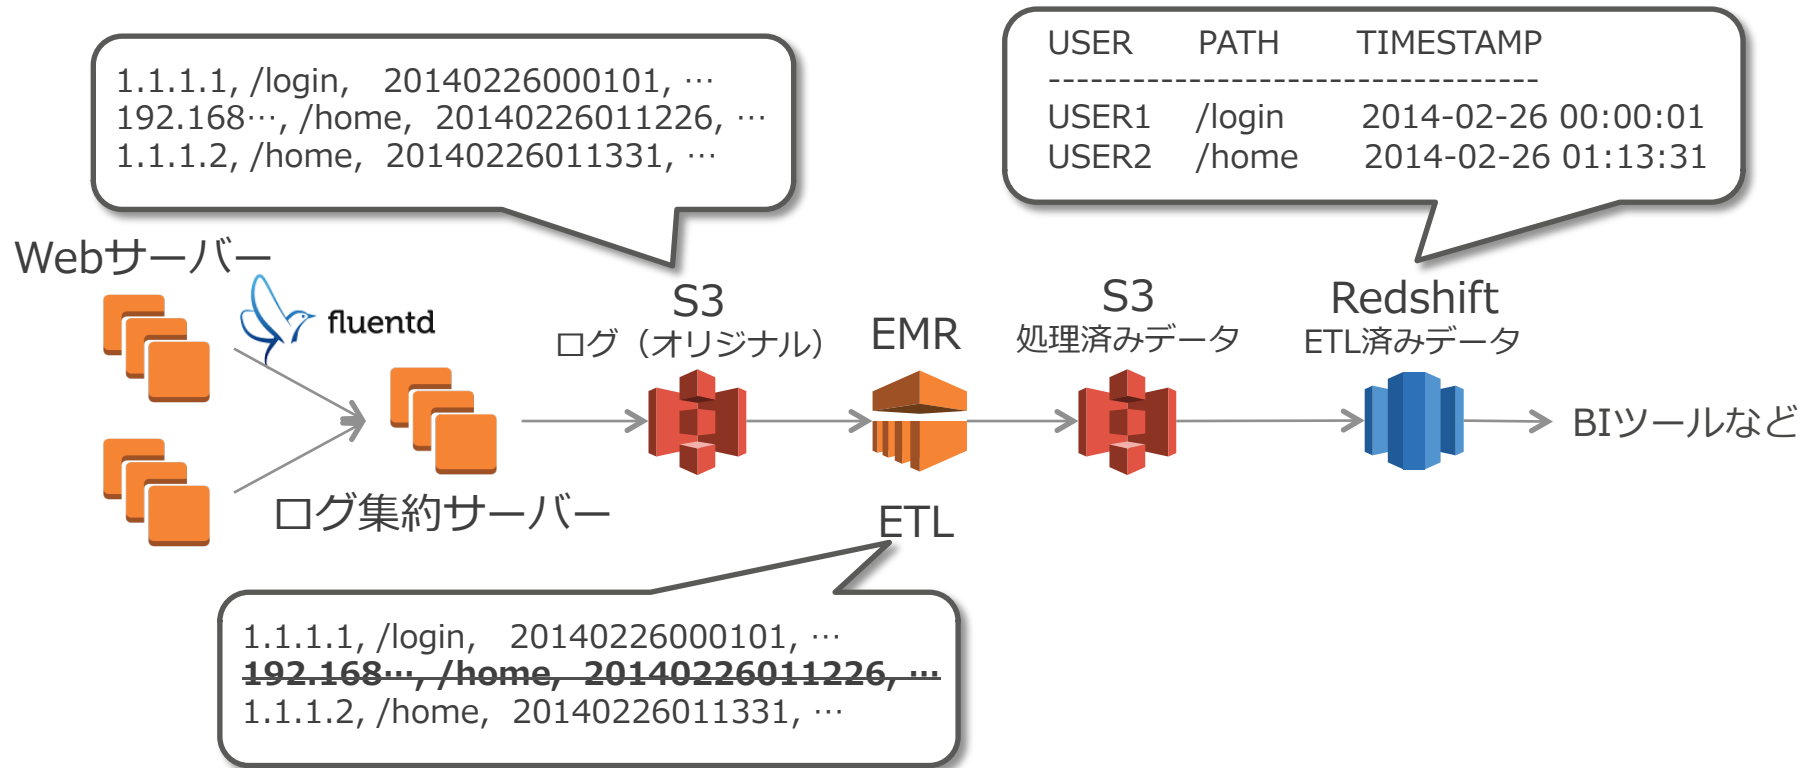 1.1.1.1, /login, 20140226000101, …
192.168…, /home, 20140226011226, …
1.1.1.2, /home, 20140226011331, …
USER PATH TIMESTAMP
-----------------------------------
USER1 /login 2014-02-26 00:00:01
USER2 /home 2014-02-26 01:13:31
Webサーバー
fluentd
ログ集約サーバー
S3
ログ（オリジナル）
EMR
ETL
S3
処理済みデータ
Redshift
ETL済みデータ
BIツールなど
1.1.1.1, /login, 20140226000101, …
192.168…, /home, 20140226011226, …
1.1.1.2, /home, 20140226011331, …